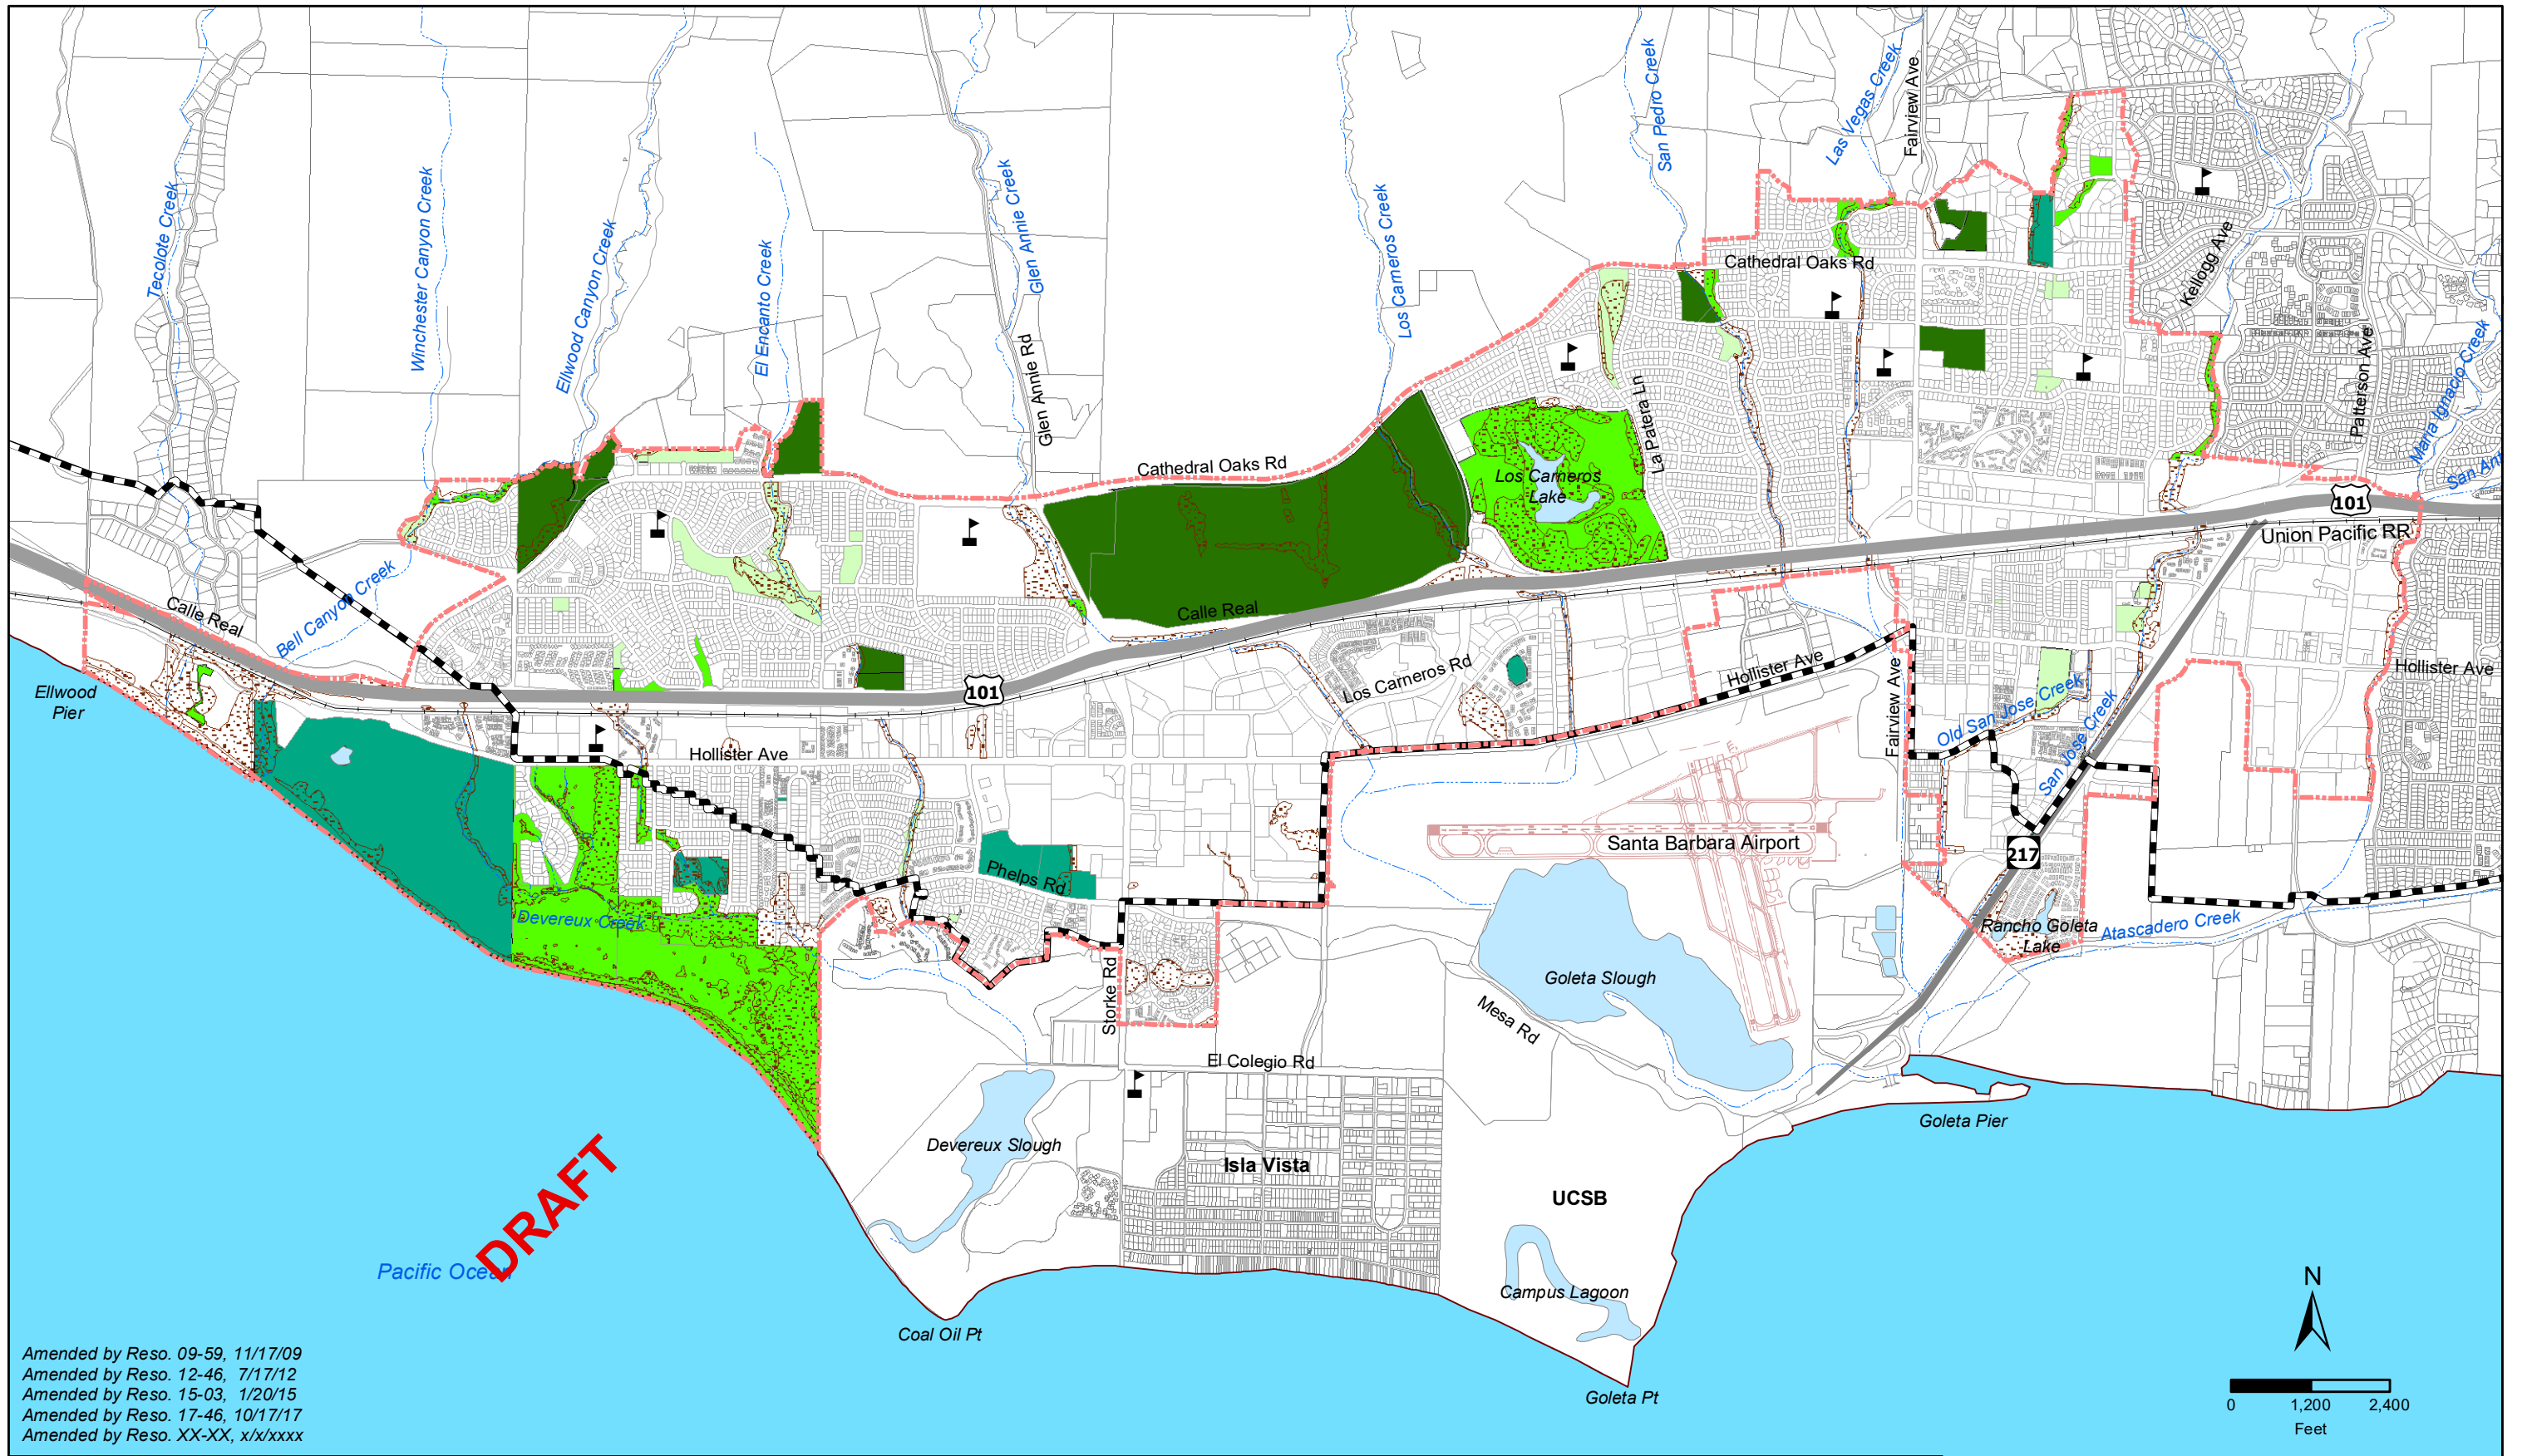 Tecolote Creek
Winchester Canyon Creek
Ellwood Canyon Creek
El Encanto Creek
Glen Annie Creek
Glen Annie Rd
Los Carneros Creek
San Pedro Creek
Las Vegas Creek
Fairview Ave
Cathedral Oaks Rd
Kellogg Ave
Patterson Ave
Maria Ignacio Creek
San Ant
La Patera Ln
Cathedral Oaks Rd
Los Carneros
Lake
101
Union Pacific RR
Calle Real
Bell Canyon Creek
Calle Real
101
Ellwood
Pier
Los Carneros Rd
Hollister Ave
Hollister Ave
Fairview Ave
Old San Jose Creek
San Jose Creek
Hollister Ave
Santa Barbara Airport
217
Phelps Rd
Devereux Creek
Rancho Goleta
Lake
Atascadero Creek
Storke Rd
Goleta Slough
Mesa Rd
El Colegio Rd
Goleta Pier
Devereux Slough
Isla Vista
UCSB
DRAFT
Pacific Ocean
Campus Lagoon
Coal Oil Pt
Goleta Pt
N
0 1,200 2,400
Feet
Amended by Reso. 09-59, 11/17/09
Amended by Reso. 12-46, 7/17/12
Amended by Reso. 15-03, 1/20/15
Amended by Reso. 17-46, 10/17/17
Amended by Reso. XX-XX, x/x/xxxx